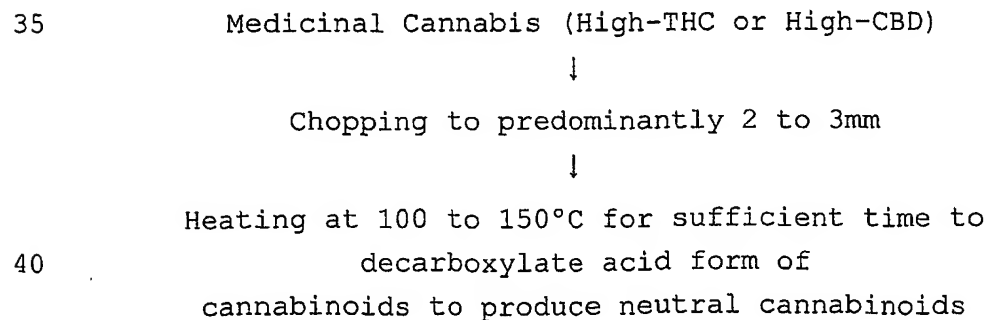 35 Medicinal Cannabis (High-THC or High-CBD)
↓
Chopping to predominantly 2 to 3mm
↓
Heating at 100 to 150°C for sufficient time to
40 decarboxylate acid form of
cannabinoids to produce neutral cannabinoids